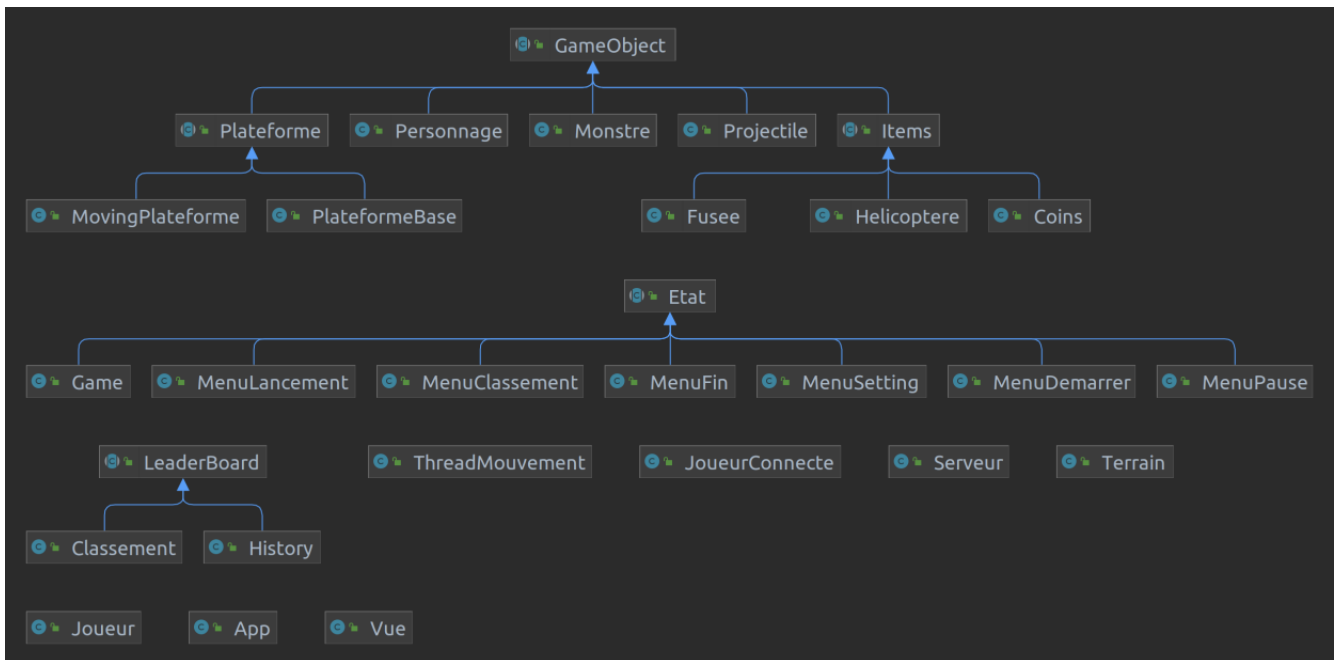 GameObject
Plateforme Personnage Monstre Projectile Items
MovingPlateforme PlateformeBase Fusee Helicoptere Coins
Etat
Game MenuLancement MenuClassement MenuFin MenuSetting MenuDemarrer MenuPause
LeaderBoard ThreadMouvement JoueurConnecte Serveur Terrain
Classement History
Joueur App Vue